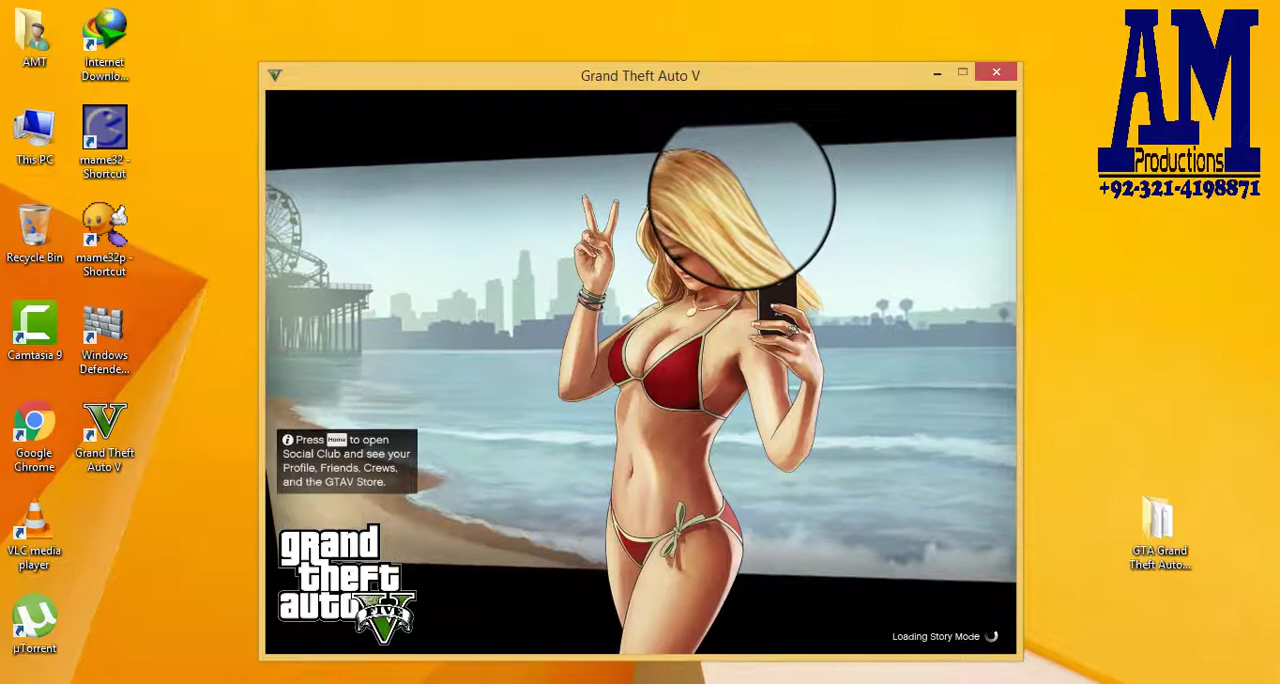 AMT
Internet
Downlo...
This PC
mame32 -
Shortcut
Recycle Bin
mame32p -
Shortcut
Camtasia 9
Windows
Defende...
Google
Chrome
Grand Theft
Auto V
VLC media
player
µTorrent
Grand Theft Auto V
Press Home to open
Social Club and see your
Profile, Friends, Crews,
and the GTAV Store.
grand
theft
auto V
FIVE
Loading Story Mode
AM
Productions
+92-321-4198871
GTA Grand
Theft Auto...